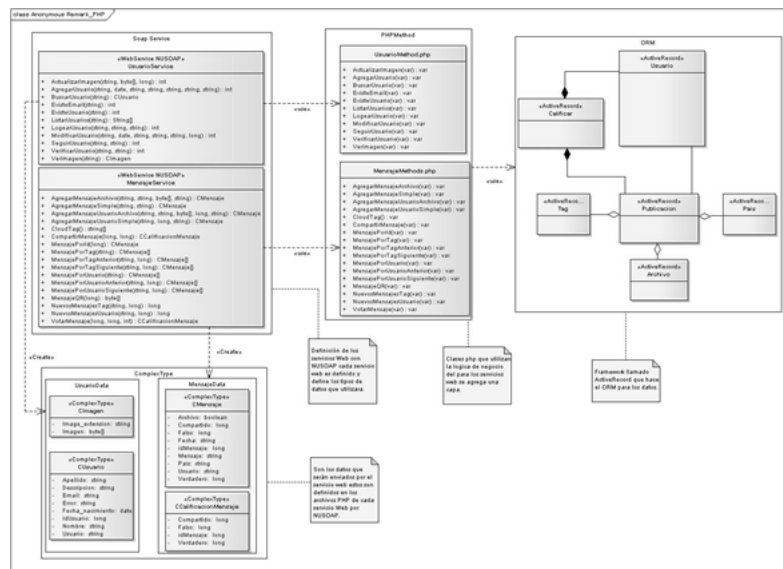 class Anonymous Remark_PHP
Soap Service
«WebService NUSOAP»
UsuarioService
+ ActualizarImagen(string, byte[], long) : int
+ AgregarUsuario(string, date, string, string, string, string, string) : int
+ BuscarUsuario(string) : CUsuario
+ ExisteEmail(string) : int
+ ExisteUsuario(string) : int
+ ListarUsuario(string) : String[]
+ LogearUsuario(string, string, string) : int
+ ModificarUsuario(string, date, string, string, string, long) : int
+ SeguirUsuario(string, string) : int
+ VerificarUsuario(string, string) : int
+ VerImagen(string) : CImagen
«WebService NUSOAP»
MensajeService
+ AgregarMensajeArchivo(string, string, byte[], string) : CMensaje
+ AgregarMensajeSimple(string, string) : CMensaje
+ AgregarMensajeUsuarioArchivo(string, string, byte[], long, string) : CMensaje
+ AgregarMensajeUsuarioSimple(string, long, string) : CMensaje
+ CloudTag() : string[]
+ CompartirMensaje(long, long) : CCalificacionMensaje
+ MensajePorId(long) : CMensaje
+ MensajePorTag(string) : CMensaje[]
+ MensajePorTagAnterior(string, long) : CMensaje[]
+ MensajePorTagSiguiente(string, long) : CMensaje[]
+ MensajePorUsuario(string) : CMensaje[]
+ MensajePorUsuarioAnterior(string, long) : CMensaje[]
+ MensajePorUsuarioSiguiente(string, long) : CMensaje[]
+ MensajeQR(long) : byte[]
+ NuevosMensajesTag(string, long) : long
+ NuevosMensajesUsuario(string, long) : long
+ VotarMensaje(long, long, int) : CCalificacionMensaje
PHPMethod
UsuarioMethod.php
+ ActualizarImagen(var) : var
+ AgregarUsuario(var) : var
+ BuscarUsuario(var) : var
+ ExisteEmail(var) : var
+ ExisteUsuario(var) : var
+ ListarUsuario(var) : var
+ LogearUsuario(var) : var
+ ModificarUsuario(var) : var
+ SeguirUsuario(var) : var
+ VerificarUsuario(var) : var
+ VerImagen(var) : var
MensajeMethods.php
+ AgregarMensajeArchivo(var) : var
+ AgregarMensajeSimple(var) : var
+ AgregarMensajeUsuarioArchivo(var) : var
+ AgregarMensajeUsuarioSimple(var) : var
+ CloudTag() : var
+ CompartirMensaje(var) : var
+ MensajePorId(var) : var
+ MensajePorTag(var) : var
+ MensajePorTagAnterior(var) : var
+ MensajePorTagSiguiente(var) : var
+ MensajePorUsuario(var) : var
+ MensajePorUsuarioAnterior(var) : var
+ MensajePorUsuarioSiguiente(var) : var
+ MensajeQR(var) : var
+ NuevosMensajesTag(var) : var
+ NuevosMensajesUsuario(var) : var
+ VotarMensaje(var) : var
ORM
«ActiveRecord»
Usuario
«ActiveRecord»
Calificar
«ActiveReco...
Tag
«ActiveRecord»
Publicacion
«ActiveReco...
Pais
«ActiveRecord»
Archivo
«use»
«use»
«use»
«Create»
«Create»
Definición de los
servicios Web con
NUSOAP cada servicio
web es definido y
define los tipos de
datos que utilizara.
Clases php que utilizan
la logica de negocio
del para los servicios
web se agrega una
capa.
Framework llamado
ActiveRecord que hace
el ORM para los datos
ComplexType
UsuarioData
«ComplexType»
CImagen
- Image_extension: string
- Imagen: byte[]
«ComplexType»
CUsuario
- Apellido: string
- Descripcion: string
- Email: string
- Error: string
- Fecha_nacimiento: date
- IdUsuario: long
- Nombre: string
- Usuario: string
MensajeData
«ComplexType»
CMensaje
- Archivo: boolean
- Compartido: long
- Falso: long
- Fecha: string
- idMensaje: long
- Mensaje: string
- Pais: string
- Usuario: string
- Verdadero: long
«ComplexType»
CCalificacionMensaje
- Compartido: long
- Falso: long
- idMensaje: long
- Verdadero: long
Son los datos que
serán enviados por el
servicio web estos son
definidos en los
archivos PHP de cada
servicio Web por
NUSOAP.